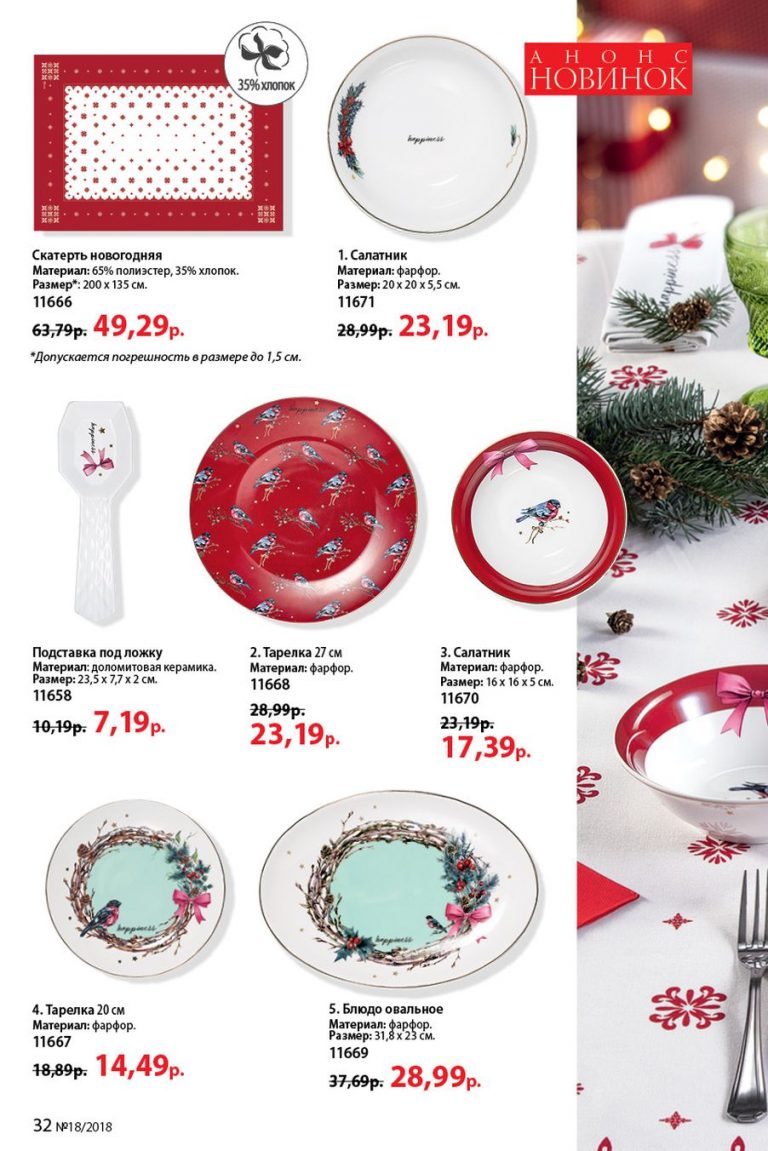 АНОНС
НОВИНОК
35% хлопок
happiness
happiness
Скатерть новогодняя
Материал: 65% полиэстер, 35% хлопок.
Размер*: 200 х 135 см.
11666
63,79р. 49,29р.
*Допускается погрешность в размере до 1,5 см.
1. Салатник
Материал: фарфор.
Размер: 20 х 20 х 5,5 см.
11671
28,99р. 23,19р.
happiness
happiness
Подставка под ложку
Материал: доломитовая керамика.
Размер: 23,5 х 7,7 х 2 см.
11658
10,19р. 7,19р.
2. Тарелка 27 см
Материал: фарфор.
11668
28,99р.
23,19р.
3. Салатник
Материал: фарфор.
Размер: 16 х 16 х 5 см.
11670
23,19р.
17,39р.
happiness
happiness
4. Тарелка 20 см
Материал: фарфор.
11667
18,89р. 14,49р.
5. Блюдо овальное
Материал: фарфор.
Размер: 31,8 х 23 см.
11669
37,69р. 28,99р.
32 №18/2018